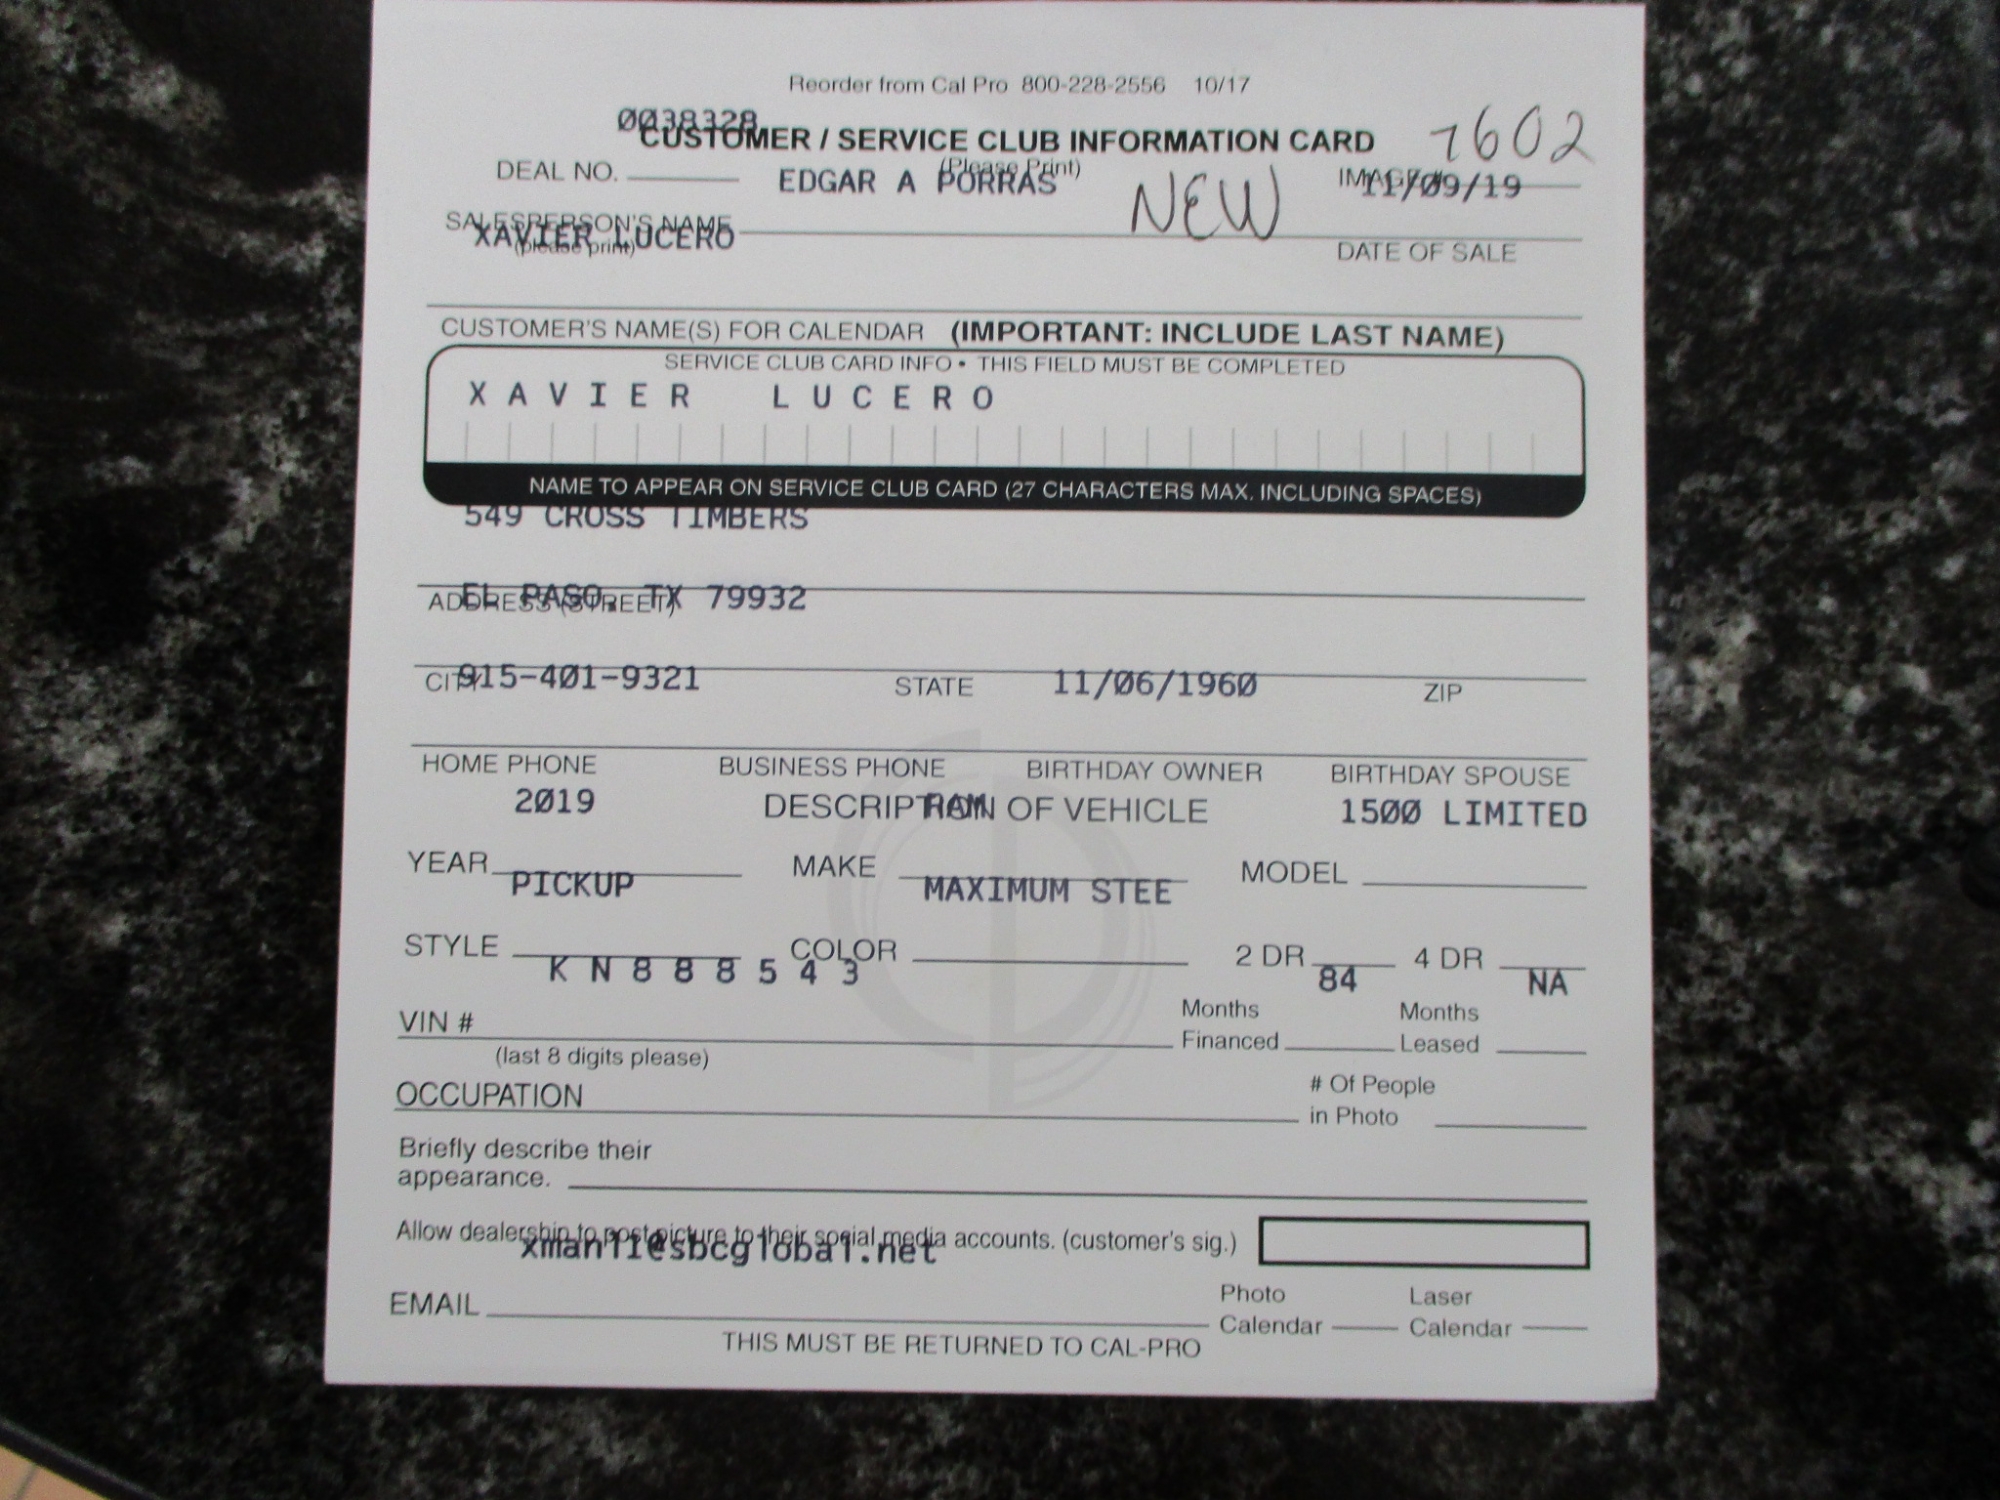 Reorder from Cal Pro 800-228-2556 10/17
0038328
CUSTOMER / SERVICE CLUB INFORMATION CARD 7602
(Please Print)
DEAL NO. EDGAR A PORRAS NEW IMAGE# 11/09/19
SALESPERSON'S NAME
XAVIER LUCERO
(please print) DATE OF SALE
CUSTOMER'S NAME(S) FOR CALENDAR (IMPORTANT: INCLUDE LAST NAME)
SERVICE CLUB CARD INFO • THIS FIELD MUST BE COMPLETED
XAVIER LUCERO
NAME TO APPEAR ON SERVICE CLUB CARD (27 CHARACTERS MAX. INCLUDING SPACES)
549 CROSS TIMBERS
EL PASO, TX 79932
ADDRESS (STREET)
915-401-9321 11/06/1960
CITY STATE ZIP
HOME PHONE BUSINESS PHONE BIRTHDAY OWNER BIRTHDAY SPOUSE
2019 RAM 1500 LIMITED
DESCRIPTION OF VEHICLE
YEAR MAKE MODEL
PICKUP MAXIMUM STEE
STYLE COLOR 2 DR 4 DR
KN888543 84 NA
VIN # Months Financed Months Leased
(last 8 digits please)
OCCUPATION # Of People in Photo
Briefly describe their
appearance.
Allow dealership to post picture to their social media accounts. (customer's sig.)
xman11@sbcglobal.net
EMAIL Photo Calendar Laser Calendar
THIS MUST BE RETURNED TO CAL-PRO